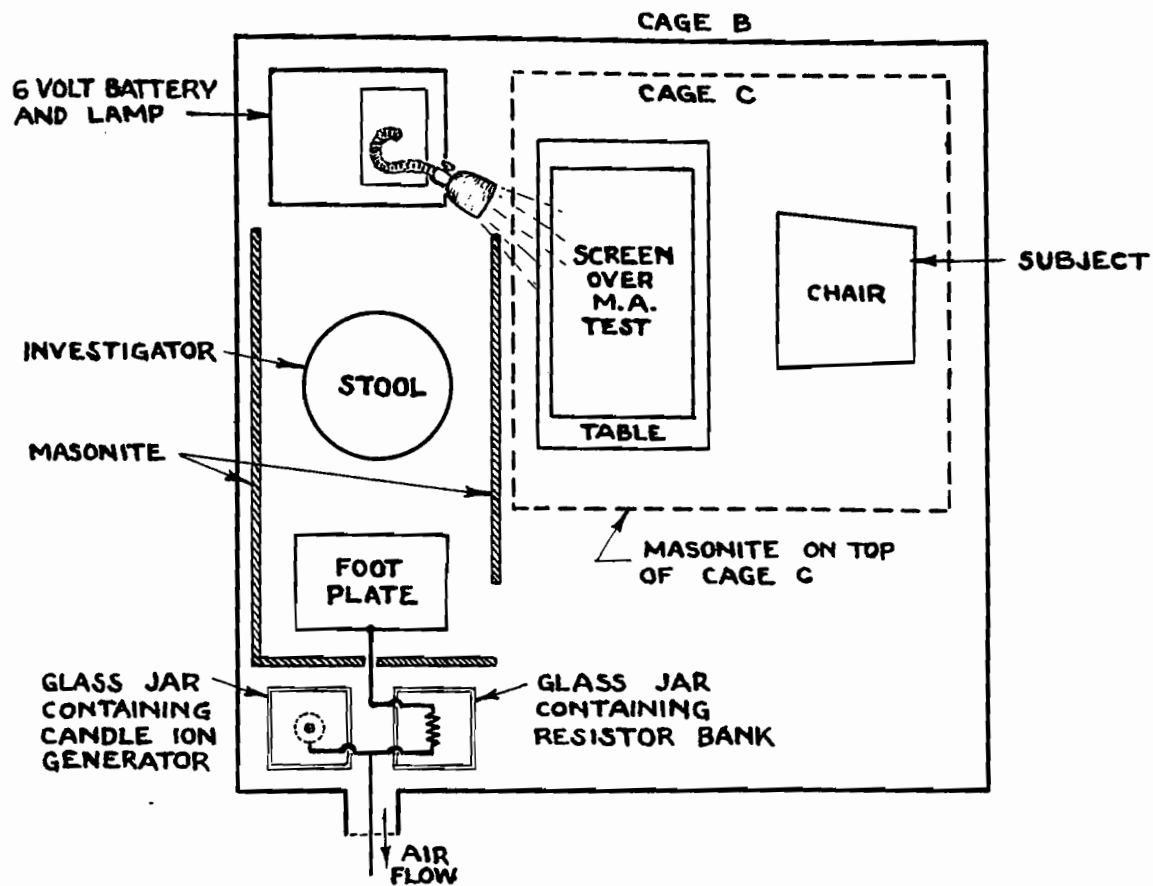 CAGE B
6 VOLT BATTERY
AND LAMP
CAGE C
SCREEN
OVER
M.A.
TEST
TABLE
CHAIR
SUBJECT
INVESTIGATOR
STOOL
MASONITE
MASONITE ON TOP
OF CAGE C
FOOT
PLATE
GLASS JAR
CONTAINING
CANDLE ION
GENERATOR
GLASS JAR
CONTAINING
RESISTOR BANK
AIR
FLOW